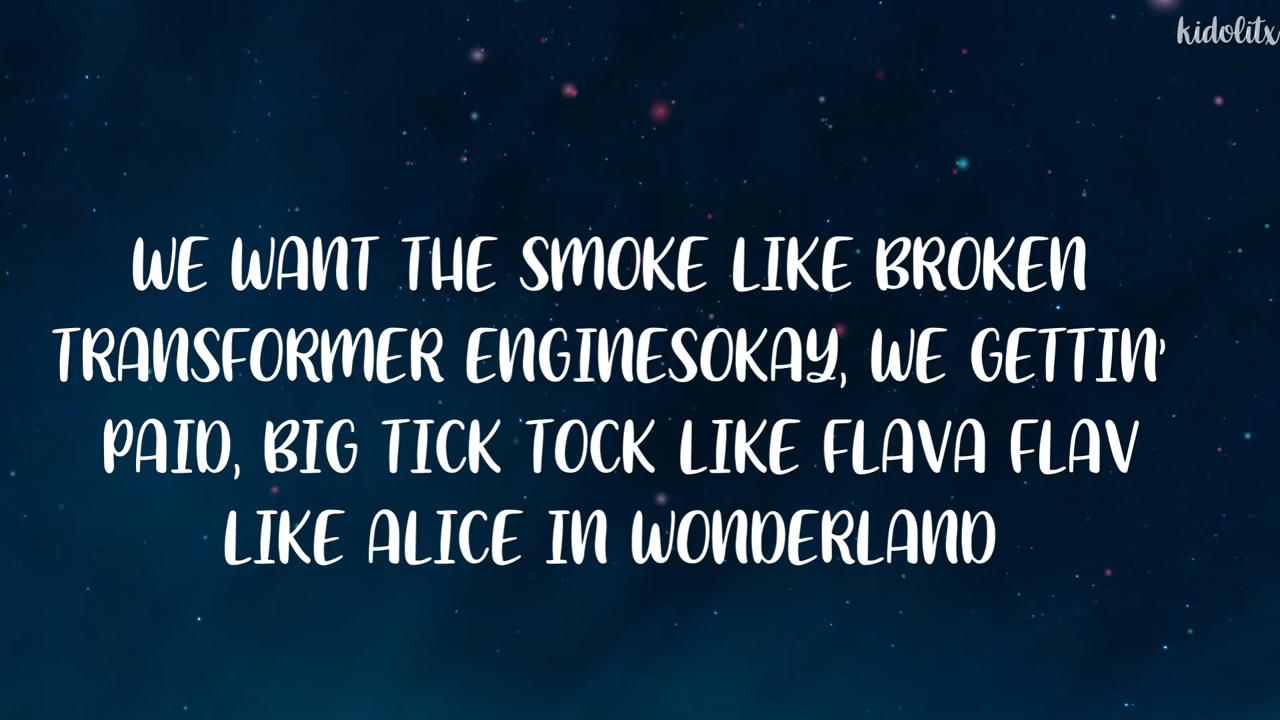 kidolitx
WE WANT THE SMOKE LIKE BROKEN
TRANSFORMER ENGINESOKAY, WE GETTIN'
PAID, BIG TICK TOCK LIKE FLAVA FLAV
LIKE ALICE IN WONDERLAND